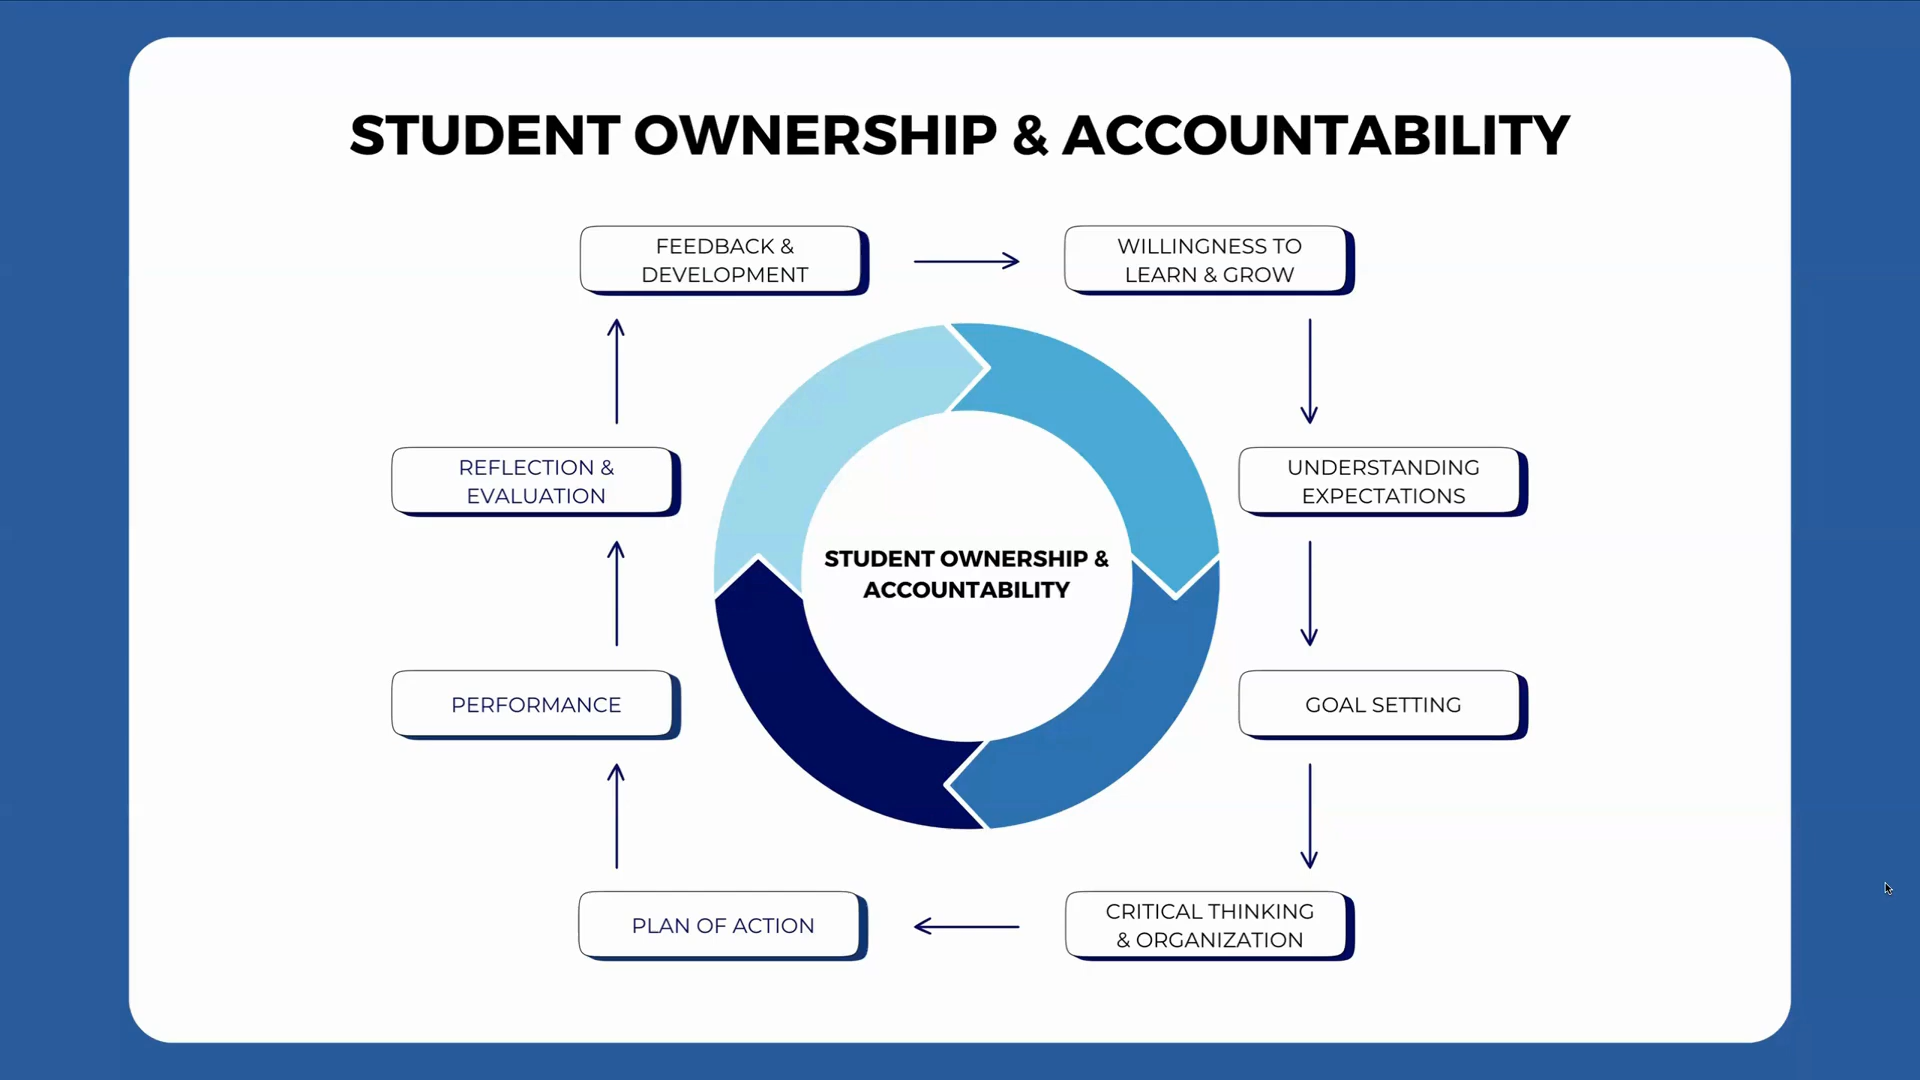 STUDENT OWNERSHIP & ACCOUNTABILITY
FEEDBACK &
DEVELOPMENT
WILLINGNESS TO
LEARN & GROW
REFLECTION &
EVALUATION
UNDERSTANDING
EXPECTATIONS
STUDENT OWNERSHIP &
ACCOUNTABILITY
PERFORMANCE
GOAL SETTING
PLAN OF ACTION
CRITICAL THINKING
& ORGANIZATION